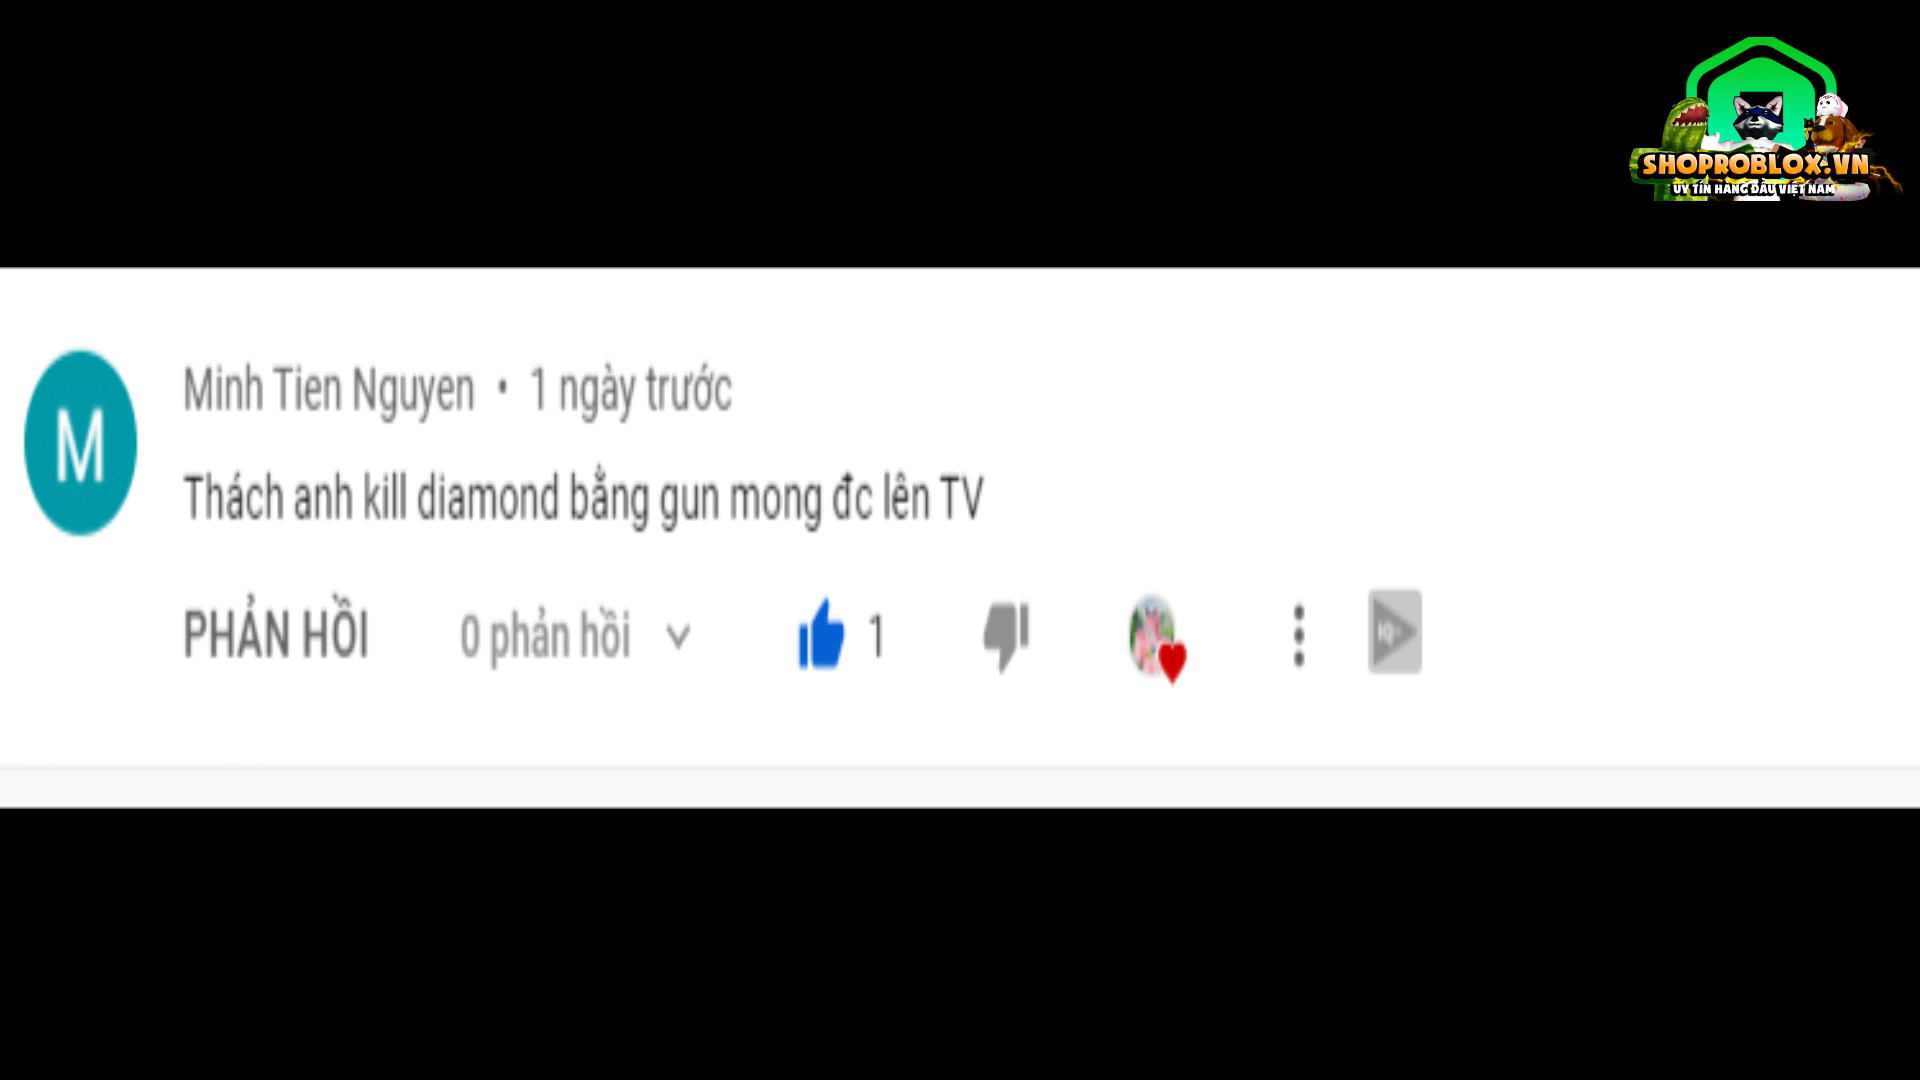 SHOPROBLOX.VN
UY TÍN HÀNG ĐẦU VIỆT NAM
M
Minh Tien Nguyen • 1 ngày trước
Thách anh kill diamond bằng gun mong đc lên TV
PHẢN HỒI 0 phản hồi 1